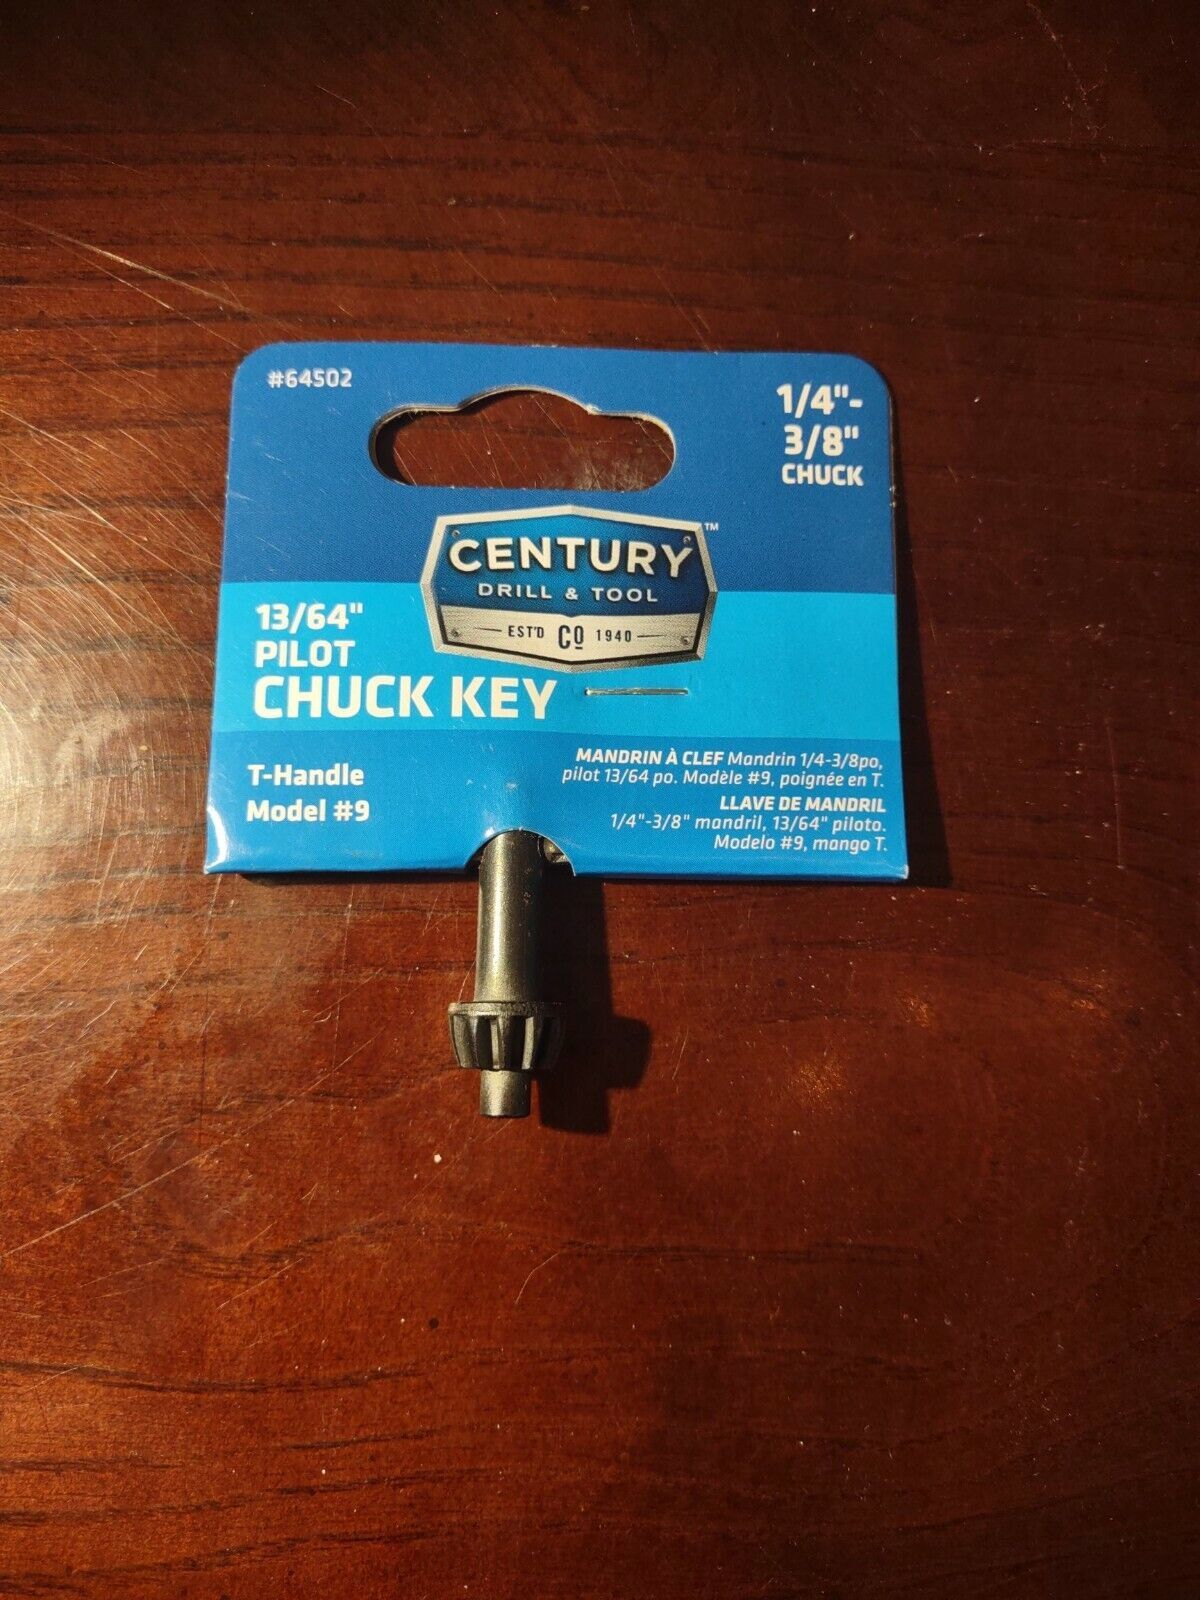 #64502
1/4"-
3/8"
CHUCK
CENTURY™
DRILL & TOOL
EST'D CO 1940
13/64"
PILOT
CHUCK KEY
T-Handle
Model #9
MANDRIN À CLEF Mandrin 1/4-3/8po,
pilot 13/64 po. Modèle #9, poignée en T.
LLAVE DE MANDRIL
1/4"-3/8" mandril, 13/64" piloto.
Modelo #9, mango T.